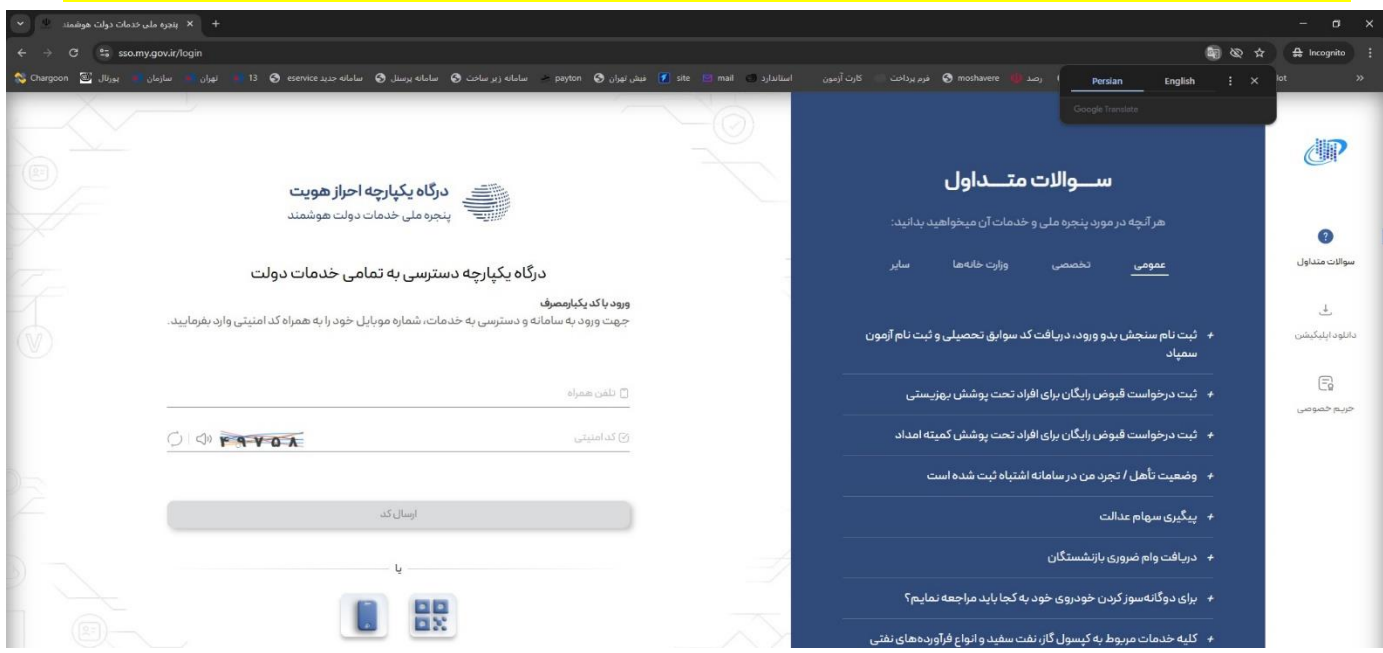 پنجره ملی خدمات دولت هوشمند
sso.my.gov.ir/login
Incognito
Chargoon
پورتال
سازمان
تهران
13
سامانه جدید eservice
سامانه پرسنل
سامانه زیر ساخت
payton
فیش تهران
site
mail
استاندارد
کارت آزمون
فرم پرداخت
moshavere
رصد
Persian
English
Google Translate
درگاه یکپارچه احراز هویت
پنجره ملی خدمات دولت هوشمند
درگاه یکپارچه دسترسی به تمامی خدمات دولت
ورود با کد یکبارمصرف
جهت ورود به سامانه و دسترسی به خدمات، شماره موبایل خود را به همراه کد امنیتی وارد بفرمایید.
تلفن همراه
کد امنیتی
۴۹۷۵۸
ارسال کد
یا
ســوالات متــداول
هر آنچه در مورد پنجره ملی و خدمات آن میخواهید بدانید:
عمومی
تخصصی
وزارت خانه‌ها
سایر
+ ثبت نام سنجش بدو ورود، دریافت کد سوابق تحصیلی و ثبت نام آزمون
سمپاد
+ ثبت درخواست قبوض رایگان برای افراد تحت پوشش بهزیستی
+ ثبت درخواست قبوض رایگان برای افراد تحت پوشش کمیته امداد
+ وضعیت تأهل / تجرد من در سامانه اشتباه ثبت شده است
+ پیگیری سهام عدالت
+ دریافت وام ضروری بازنشستگان
+ برای دوگانه‌سوز کردن خودروی خود به کجا باید مراجعه نمایم؟
+ کلیه خدمات مربوط به کپسول گاز، نفت سفید و انواع فرآورده‌های نفتی
سوالات متداول
دانلود اپلیکیشن
حریم خصوصی